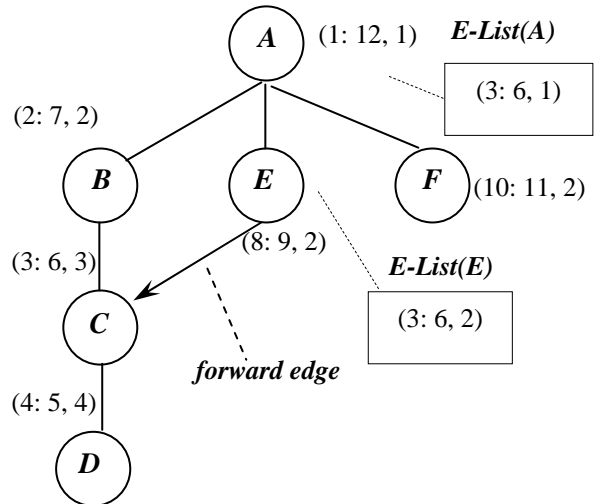 A
(1: 12, 1)
E-List(A)
(3: 6, 1)
(2: 7, 2)
B
E
F
(10: 11, 2)
(8: 9, 2)
(3: 6, 3)
E-List(E)
(3: 6, 2)
C
forward edge
(4: 5, 4)
D